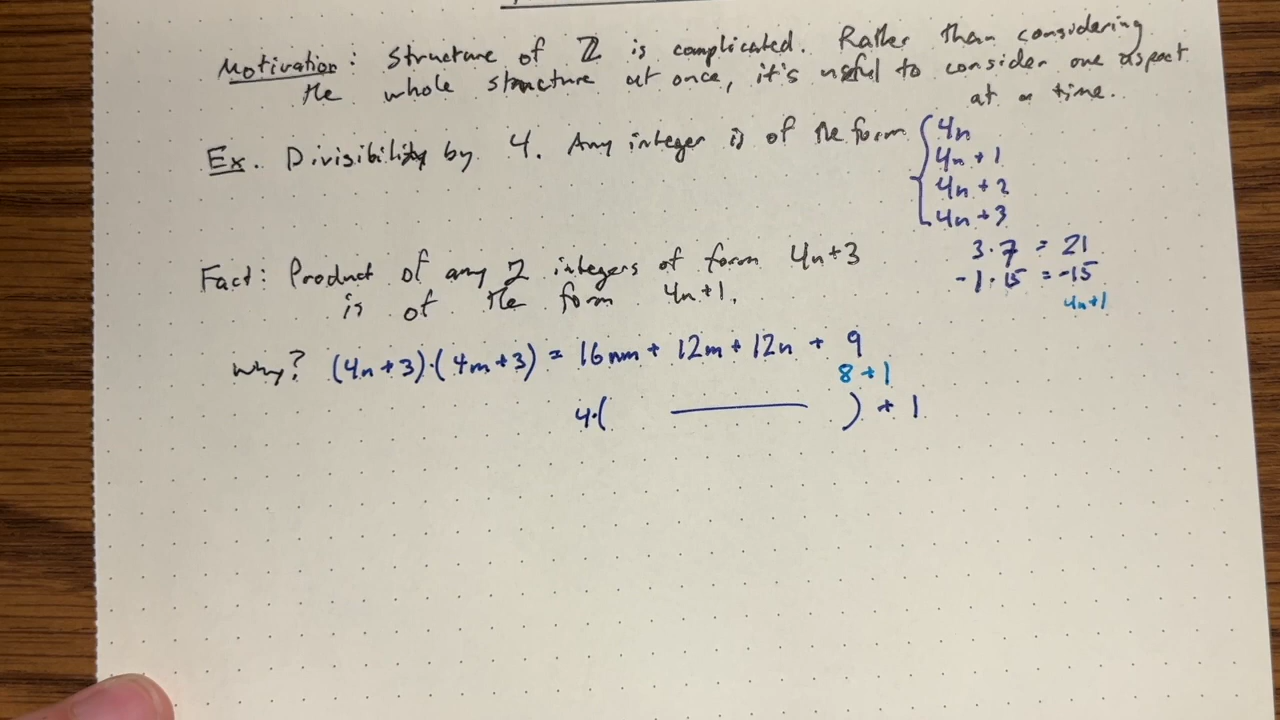 Motivation: Structure of ℤ is complicated. Rather than considering
the whole structure at once, it's useful to consider one aspect
at a time.
Ex. Divisibility by 4. Any integer is of the form { 4n
4n + 1
4n + 2
4n + 3
3·7 = 21
-1·15 = -15
4n+1
Fact: Product of any 2 integers of form 4n+3
is of the form 4n+1.
Why? (4n+3)·(4m+3) = 16nm + 12m + 12n + 9
8 + 1
4·( ——— ) + 1